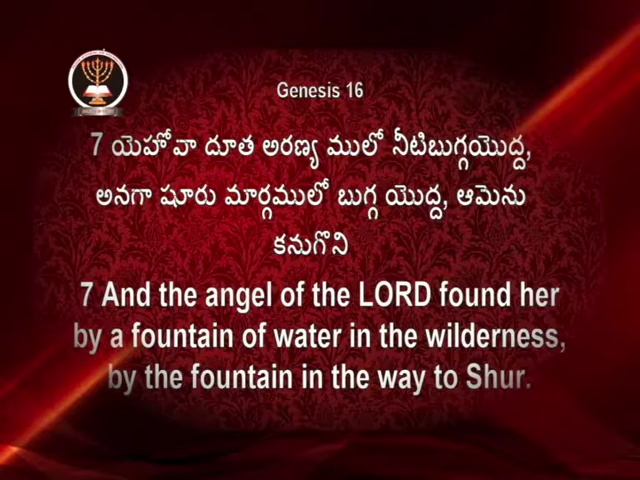 Genesis 16
7 యెహోవా దూత అరణ్య ములో నీటిబుగ్గయొద్ద,
అనగా షూరు మార్గములో బుగ్గ యొద్ద, ఆమెను
కనుగొని
7 And the angel of the LORD found her
by a fountain of water in the wilderness,
by the fountain in the way to Shur.